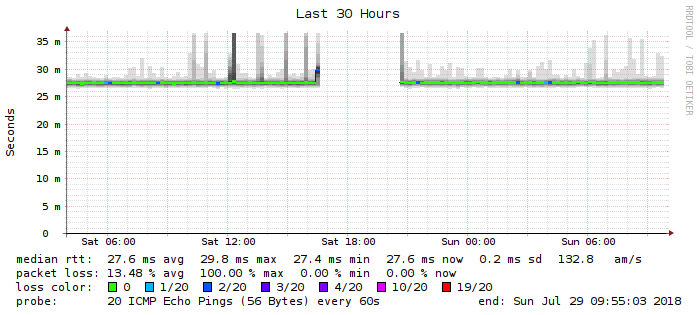 Last 30 Hours
RRDTOOL / TOBI OETIKER
Seconds
35 m
30 m
25 m
20 m
15 m
10 m
5 m
0
Sat 06:00 Sat 12:00 Sat 18:00 Sun 00:00 Sun 06:00
median rtt: 27.6 ms avg 29.8 ms max 27.4 ms min 27.6 ms now 0.2 ms sd 132.8 am/s
packet loss: 13.48 % avg 100.00 % max 0.00 % min 0.00 % now
loss color: 0 1/20 2/20 3/20 4/20 10/20 19/20
probe: 20 ICMP Echo Pings (56 Bytes) every 60s end: Sun Jul 29 09:55:03 2018